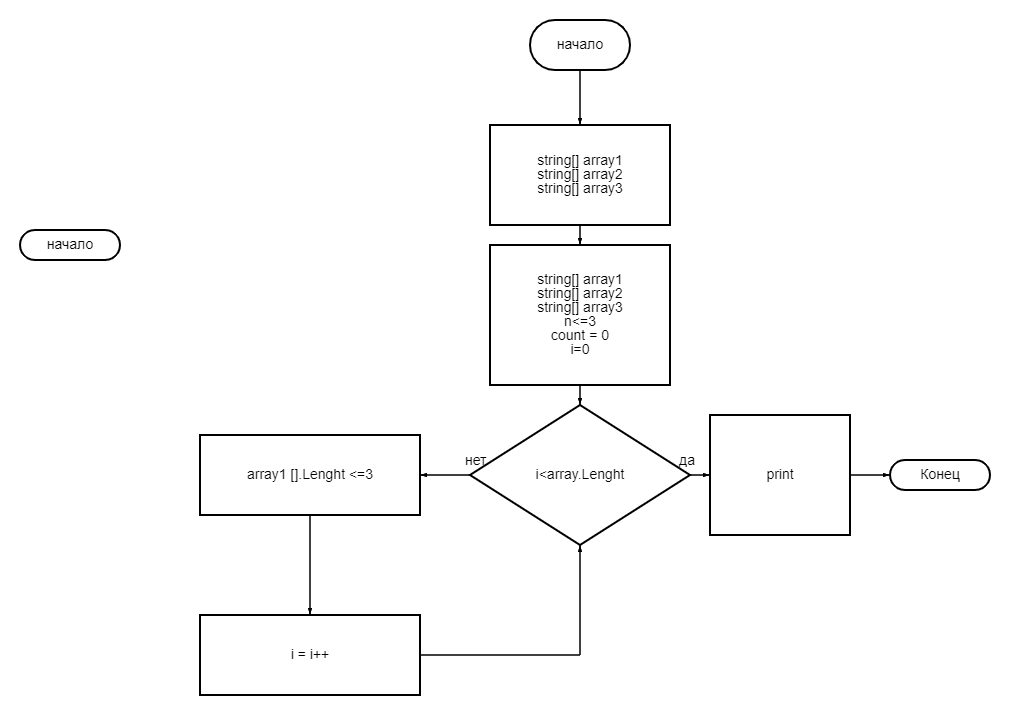 начало
string[] array1
string[] array2
string[] array3
начало
string[] array1
string[] array2
string[] array3
n<=3
count = 0
i=0
нет
i<array.Lenght
да
array1 [].Lenght <=3
print
Конец
i = i++